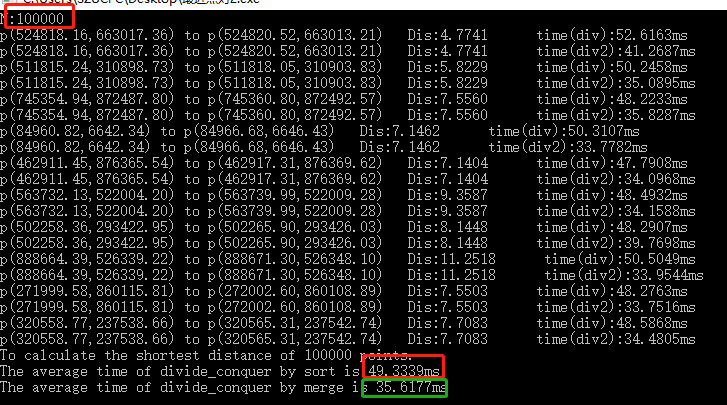 C:\Users\SZUCPC\Desktop\最近点对2.exe
N:100000
p(524818.16,663017.36) to p(524820.52,663013.21) Dis:4.7741 time(div):52.6163ms
p(524818.16,663017.36) to p(524820.52,663013.21) Dis:4.7741 time(div2):41.2687ms
p(511815.24,310898.73) to p(511818.05,310903.83) Dis:5.8229 time(div):50.2458ms
p(511815.24,310898.73) to p(511818.05,310903.83) Dis:5.8229 time(div2):35.0895ms
p(745354.94,872487.80) to p(745360.80,872492.57) Dis:7.5560 time(div):48.2233ms
p(745354.94,872487.80) to p(745360.80,872492.57) Dis:7.5560 time(div2):35.8287ms
p(84960.82,6642.34) to p(84966.68,6646.43) Dis:7.1462 time(div):50.3107ms
p(84960.82,6642.34) to p(84966.68,6646.43) Dis:7.1462 time(div2):33.7782ms
p(462911.45,876365.54) to p(462917.31,876369.62) Dis:7.1404 time(div):47.7908ms
p(462911.45,876365.54) to p(462917.31,876369.62) Dis:7.1404 time(div2):34.0968ms
p(563732.13,522004.20) to p(563739.99,522009.28) Dis:9.3587 time(div):48.4932ms
p(563732.13,522004.20) to p(563739.99,522009.28) Dis:9.3587 time(div2):34.1588ms
p(502258.36,293422.95) to p(502265.90,293426.03) Dis:8.1448 time(div):48.2907ms
p(502258.36,293422.95) to p(502265.90,293426.03) Dis:8.1448 time(div2):39.7698ms
p(888664.39,526339.22) to p(888671.30,526348.10) Dis:11.2518 time(div):50.5049ms
p(888664.39,526339.22) to p(888671.30,526348.10) Dis:11.2518 time(div2):33.9544ms
p(271999.58,860115.81) to p(272002.60,860108.89) Dis:7.5503 time(div):48.2763ms
p(271999.58,860115.81) to p(272002.60,860108.89) Dis:7.5503 time(div2):33.7516ms
p(320558.77,237538.66) to p(320565.31,237542.74) Dis:7.7083 time(div):48.5868ms
p(320558.77,237538.66) to p(320565.31,237542.74) Dis:7.7083 time(div2):34.4805ms
To calculate the shortest distance of 100000 points.
The average time of divide_conquer by sort is 49.3339ms
The average time of divide_conquer by merge is 35.6177ms